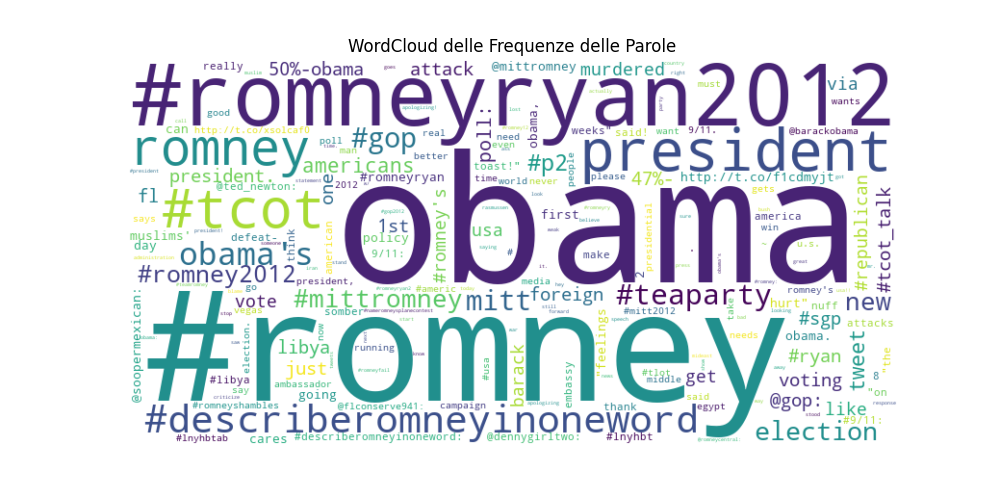 WordCloud delle Frequenze delle Parole
really
50%-obama
attack
@mittromney
murdered
must
via
#romneyryan2012
wants
good
apologizing!
http://t.co/xsolcaf0
can
poll
real
#gop
poll:
need
obama,
even
weeks"
said!
want
9/11.
@barackobama
romney
man
better
americans
toast!"
#p2
people
please
president
president.
@ted_newton:
one
2012
#romneyryan
time
world
never
47%-
http://t.co/f1cdmyjt
fl
#tcot
obama
gets
says
1st
#romney's
usa
first
america
win
muslims'
day
defeat-
think
american
policy
9/11:
saying
make
presidential
u.s.
#republican
#tcot_talk
obama's
#romney2012
president,
#americ
media
foreign
2
romney's
vote
#mittromney
mitt
#teaparty
take
hurt"
nuff
new
go
vegas
somber
now
#mitt2012
@soopermexican:
election.
#romney
libya
running
feelings
obama.
#sgp
attacks
just
#usa
barack
embassy
#tlot
needs
#ryan
tweet
"the
#libya
say
ambassador
going
#romneyfail
middle
get
said
voting
8
"on
#romneyshambles
@flconserve941:
campaign
thank
egypt
@gop:
like
#9/11:
#describeromneyinoneword
#lnyhbtab
cares
#describeromneyinoneword:
@dennygirltwo:
#lnyhbt
election